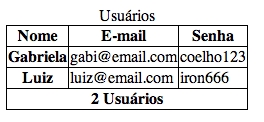 Usuários
Nome E-mail Senha
Gabriela gabi@email.com coelho123
Luiz luiz@email.com iron666
2 Usuários